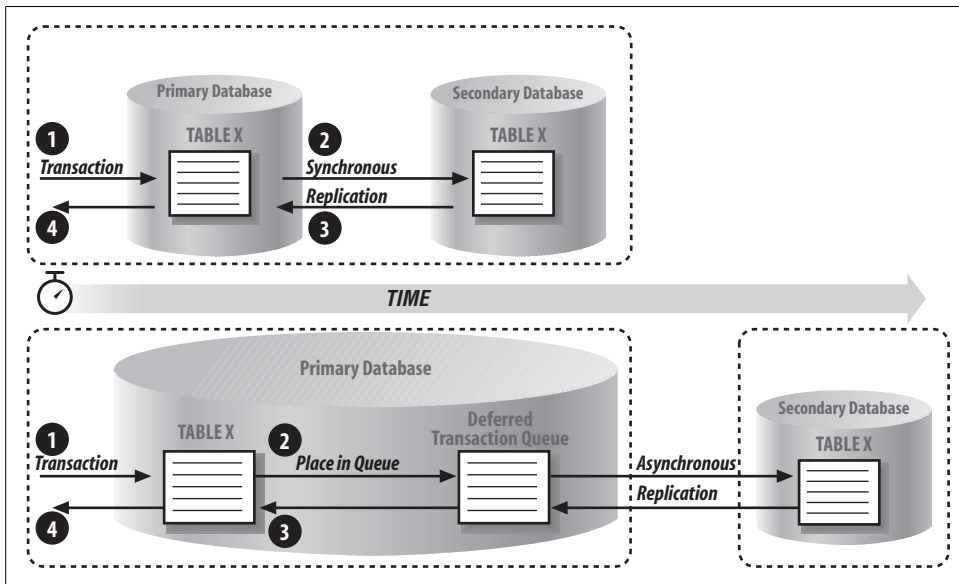 Primary Database
Secondary Database
TABLE X
TABLE X
1
2
Transaction
Synchronous
Replication
4
3
TIME
Primary Database
Secondary Database
Deferred
Transaction Queue
TABLE X
TABLE X
1
2
Transaction
Place in Queue
Asynchronous
Replication
4
3